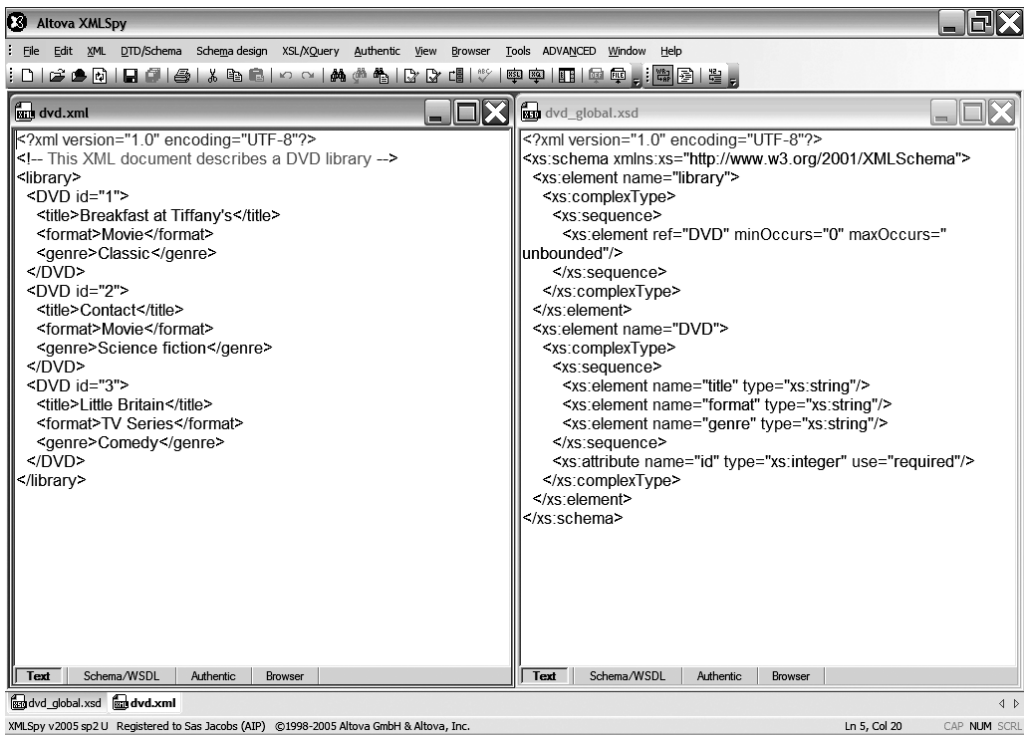 Altova XMLSpy
File Edit XML DTD/Schema Schema design XSL/XQuery Authentic View Browser Tools ADVANCED Window Help
dvd.xml
<?xml version="1.0" encoding="UTF-8"?>
<!-- This XML document describes a DVD library -->
<library>
<DVD id="1">
<title>Breakfast at Tiffany's</title>
<format>Movie</format>
<genre>Classic</genre>
</DVD>
<DVD id="2">
<title>Contact</title>
<format>Movie</format>
<genre>Science fiction</genre>
</DVD>
<DVD id="3">
<title>Little Britain</title>
<format>TV Series</format>
<genre>Comedy</genre>
</DVD>
</library>
Text Schema/WSDL Authentic Browser
dvd_global.xsd
<?xml version="1.0" encoding="UTF-8"?>
<xs:schema xmlns:xs="http://www.w3.org/2001/XMLSchema">
<xs:element name="library">
<xs:complexType>
<xs:sequence>
<xs:element ref="DVD" minOccurs="0" maxOccurs="
unbounded"/>
</xs:sequence>
</xs:complexType>
</xs:element>
<xs:element name="DVD">
<xs:complexType>
<xs:sequence>
<xs:element name="title" type="xs:string"/>
<xs:element name="format" type="xs:string"/>
<xs:element name="genre" type="xs:string"/>
</xs:sequence>
<xs:attribute name="id" type="xs:integer" use="required"/>
</xs:complexType>
</xs:element>
</xs:schema>
Text Schema/WSDL Authentic Browser
dvd_global.xsd dvd.xml
XMLSpy v2005 sp2 U Registered to Sas Jacobs (AIP) ©1998-2005 Altova GmbH & Altova, Inc. Ln 5, Col 20 CAP NUM SCRL